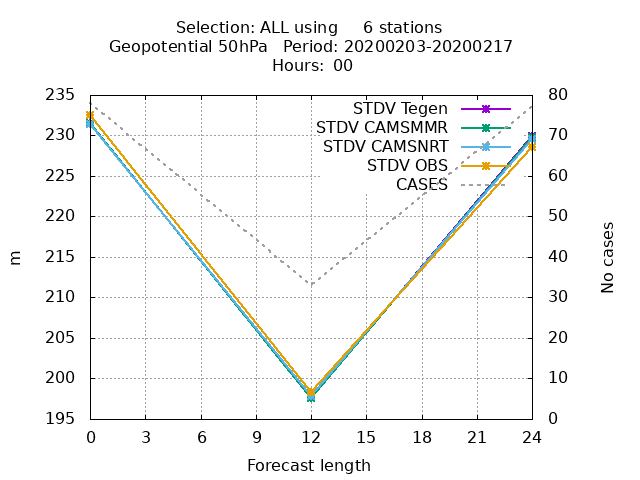 Selection: ALL using     6 stations
Geopotential 50hPa   Period: 20200203-20200217
Hours:  00
STDV Tegen
STDV CAMSMMR
STDV CAMSNRT
STDV OBS
CASES
235
230
225
220
215
210
205
200
195
m
80
70
60
50
40
30
20
10
0
No cases
0 3 6 9 12 15 18 21 24
Forecast length